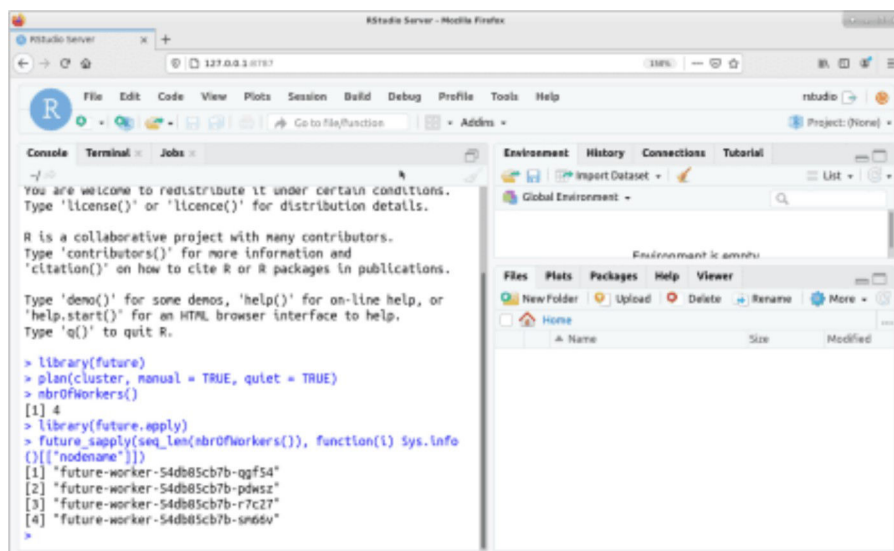 RStudio Server - Mozilla Firefox
RStudio Server × +
127.0.0.1:8787 150%
File Edit Code View Plots Session Build Debug Profile Tools Help rstudio
Go to file/function Addins Project: (None)
Console Terminal × Jobs ×
~/
You are welcome to redistribute it under certain conditions.
Type 'license()' or 'licence()' for distribution details.
R is a collaborative project with many contributors.
Type 'contributors()' for more information and
'citation()' on how to cite R or R packages in publications.
Type 'demo()' for some demos, 'help()' for on-line help, or
'help.start()' for an HTML browser interface to help.
Type 'q()' to quit R.
> library(future)
> plan(cluster, manual = TRUE, quiet = TRUE)
> nbrOfWorkers()
[1] 4
> library(future.apply)
> future_sapply(seq_len(nbrOfWorkers()), function(i) Sys.info
()[["nodename"]])
[1] "future-worker-54db85cb7b-qgf54"
[2] "future-worker-54db85cb7b-pdwsz"
[3] "future-worker-54db85cb7b-r7c27"
[4] "future-worker-54db85cb7b-sm66v"
>
Environment History Connections Tutorial
Import Dataset List
Global Environment
Environment is empty
Files Plots Packages Help Viewer
New Folder Upload Delete Rename More
Home
Name Size Modified